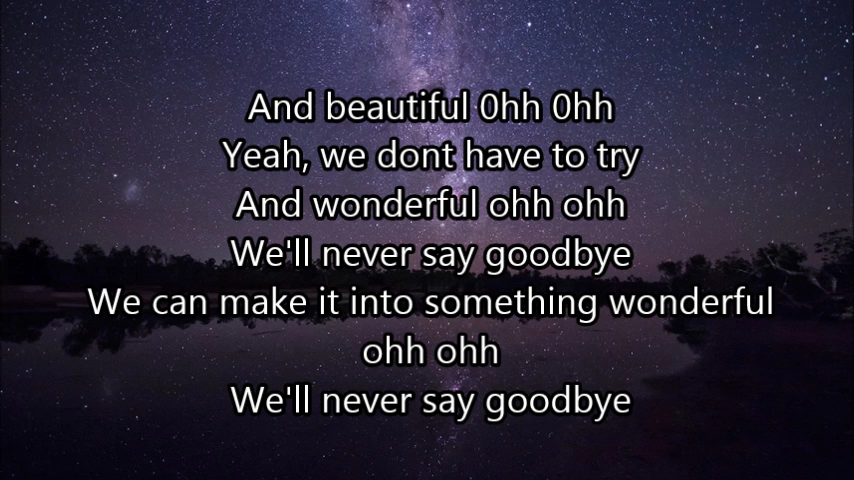 And beautiful 0hh 0hh
Yeah, we dont have to try
And wonderful ohh ohh
We'll never say goodbye
We can make it into something wonderful
ohh ohh
We'll never say goodbye